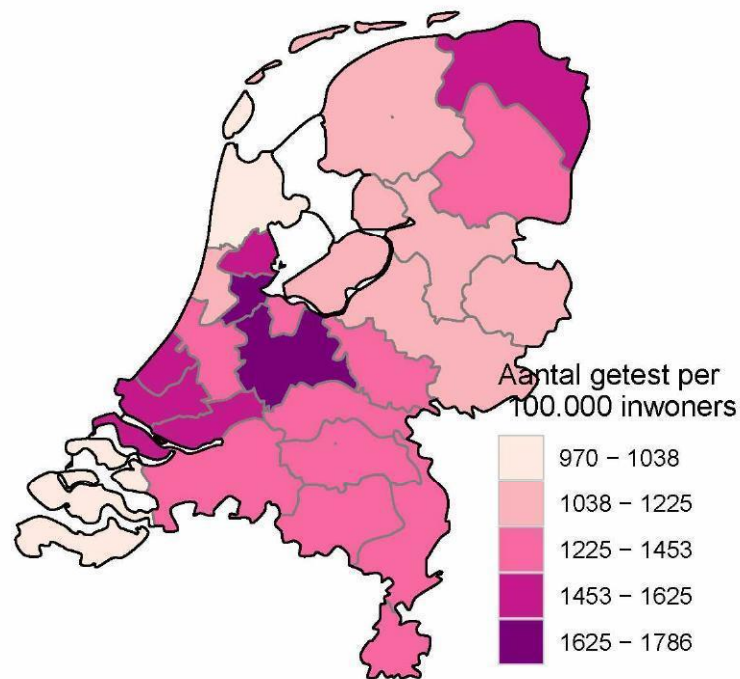 Aantal getest per
100.000 inwoners
970 − 1038
1038 − 1225
1225 − 1453
1453 − 1625
1625 − 1786